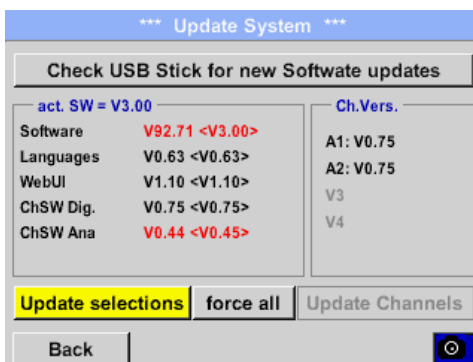 *** Update System ***
Check USB Stick for new Softwate updates
act. SW = V3.00
Software V92.71 <V3.00>
Languages V0.63 <V0.63>
WebUI V1.10 <V1.10>
ChSW Dig. V0.75 <V0.75>
ChSW Ana V0.44 <V0.45>
Ch.Vers.
A1: V0.75
A2: V0.75
V3
V4
Update selections force all Update Channels
Back